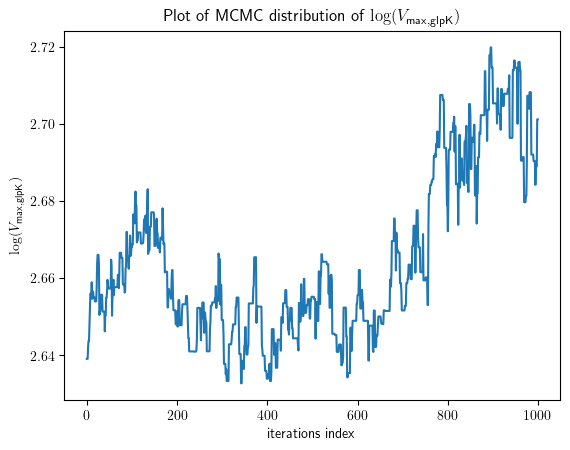 Plot of MCMC distribution of log(V_max,glpK)
log(V_max,glpK)
2.72
2.70
2.68
2.66
2.64
0 200 400 600 800 1000
iterations index